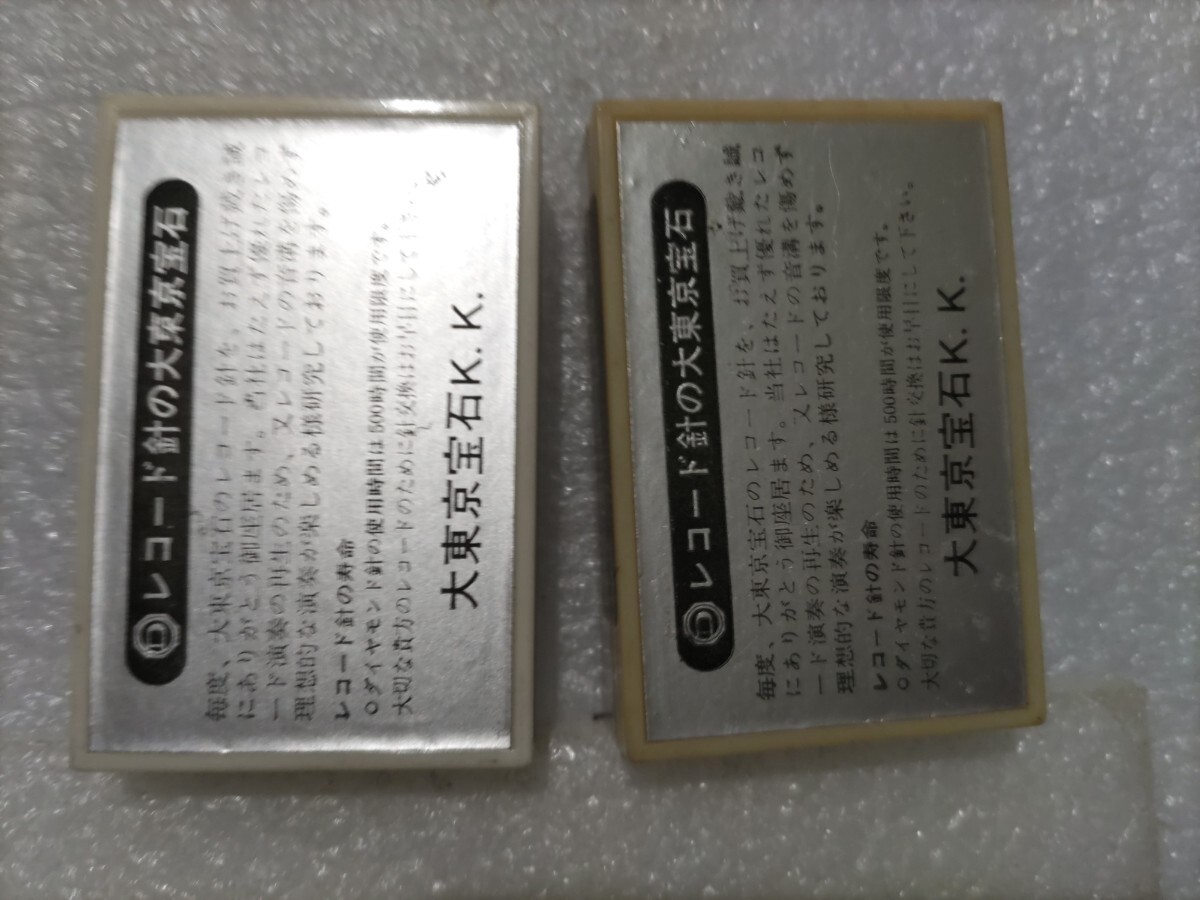 レコード針の大東京宝石
毎度、大東京宝石のレコード針を、お買上げ戴き誠
にありがとう御座居ます。当社はたえず優れたレコ
ード演奏の再生のため、又レコードの音溝を傷めず
理想的な演奏が楽しめる様研究しております。
レコード針の寿命
○ダイヤモンド針の使用時間は500時間が使用限度です。
大切な貴方のレコードのために針交換はお早目にして下さい。
大東京宝石K.K.
レコード針の大東京宝石
毎度、大東京宝石のレコード針を、お買上げ戴き誠
にありがとう御座居ます。当社はたえず優れたレコ
ード演奏の再生のため、又レコードの音溝を傷めず
理想的な演奏が楽しめる様研究しております。
レコード針の寿命
○ダイヤモンド針の使用時間は500時間が使用限度です。
大切な貴方のレコードのために針交換はお早目にして下さい。
大東京宝石K.K.